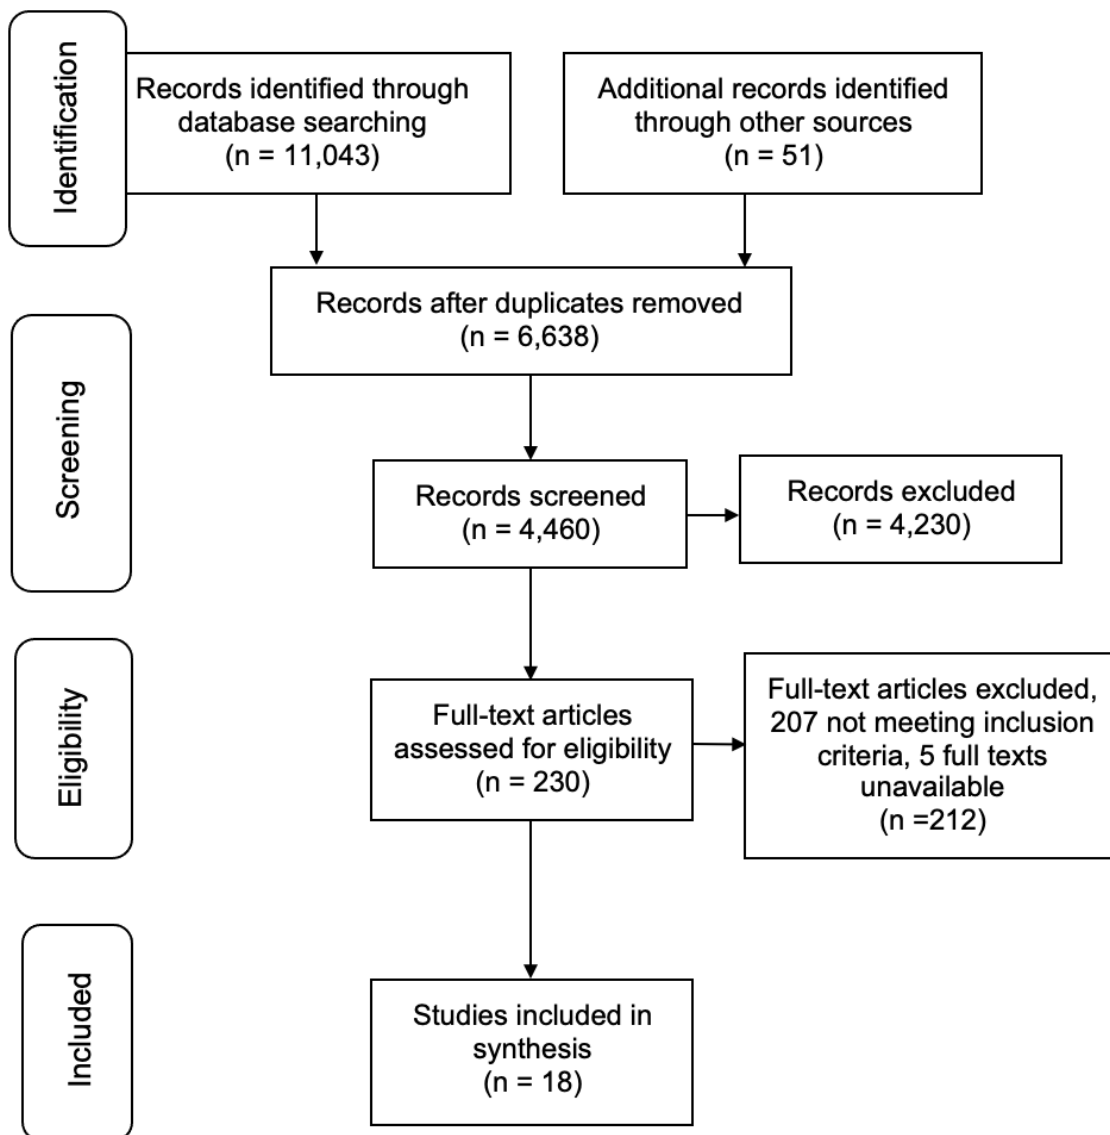 Identification
Records identified through
database searching
(n = 11,043)
Additional records identified
through other sources
(n = 51)
Records after duplicates removed
(n = 6,638)
Screening
Records screened
(n = 4,460)
Records excluded
(n = 4,230)
Eligibility
Full-text articles
assessed for eligibility
(n = 230)
Full-text articles excluded,
207 not meeting inclusion
criteria, 5 full texts
unavailable
(n =212)
Included
Studies included in
synthesis
(n = 18)